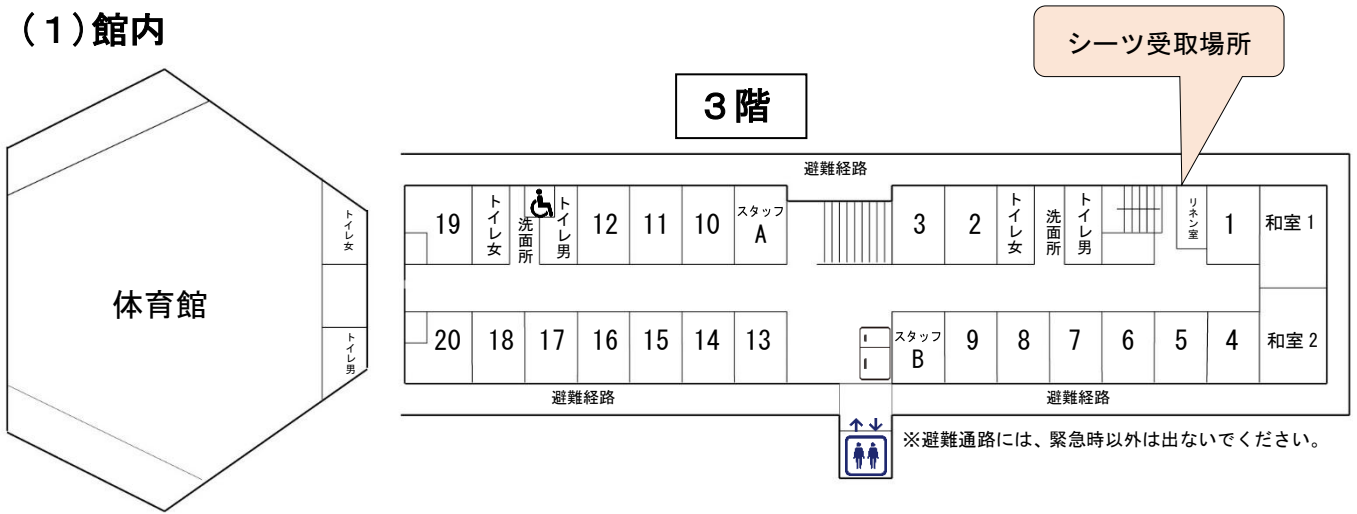 （１）館内
シーツ受取場所
３階
避難経路
19
トイレ女
洗面所
トイレ男
12
11
10
スタッフ
A
3
2
トイレ女
洗面所
トイレ男
リネン室
1
和室１
トイレ女
体育館
トイレ男
20
18
17
16
15
14
13
スタッフ
B
9
8
7
6
5
4
和室２
避難経路
避難経路
※避難通路には、緊急時以外は出ないでください。